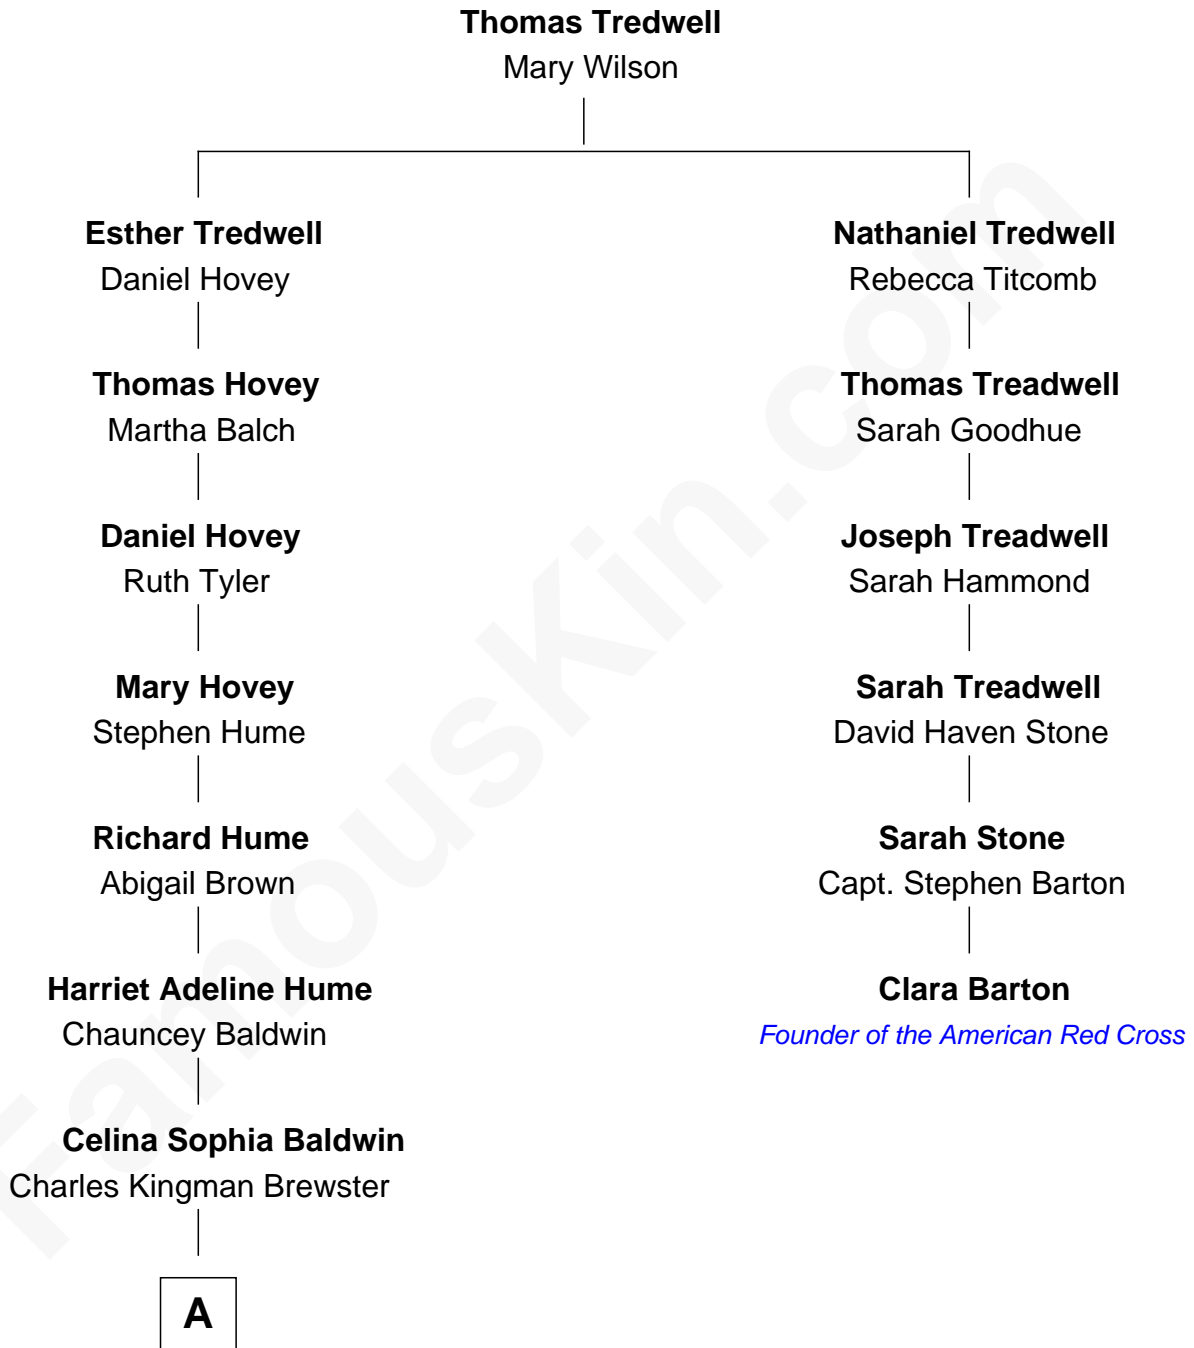 Thomas Tredwell
Mary Wilson
Esther Tredwell
Daniel Hovey
Nathaniel Tredwell
Rebecca Titcomb
Thomas Hovey
Martha Balch
Thomas Treadwell
Sarah Goodhue
Daniel Hovey
Ruth Tyler
Joseph Treadwell
Sarah Hammond
Mary Hovey
Stephen Hume
Sarah Treadwell
David Haven Stone
Richard Hume
Abigail Brown
Sarah Stone
Capt. Stephen Barton
Harriet Adeline Hume
Chauncey Baldwin
Clara Barton
Founder of the American Red Cross
Celina Sophia Baldwin
Charles Kingman Brewster
A
FamousKin.com